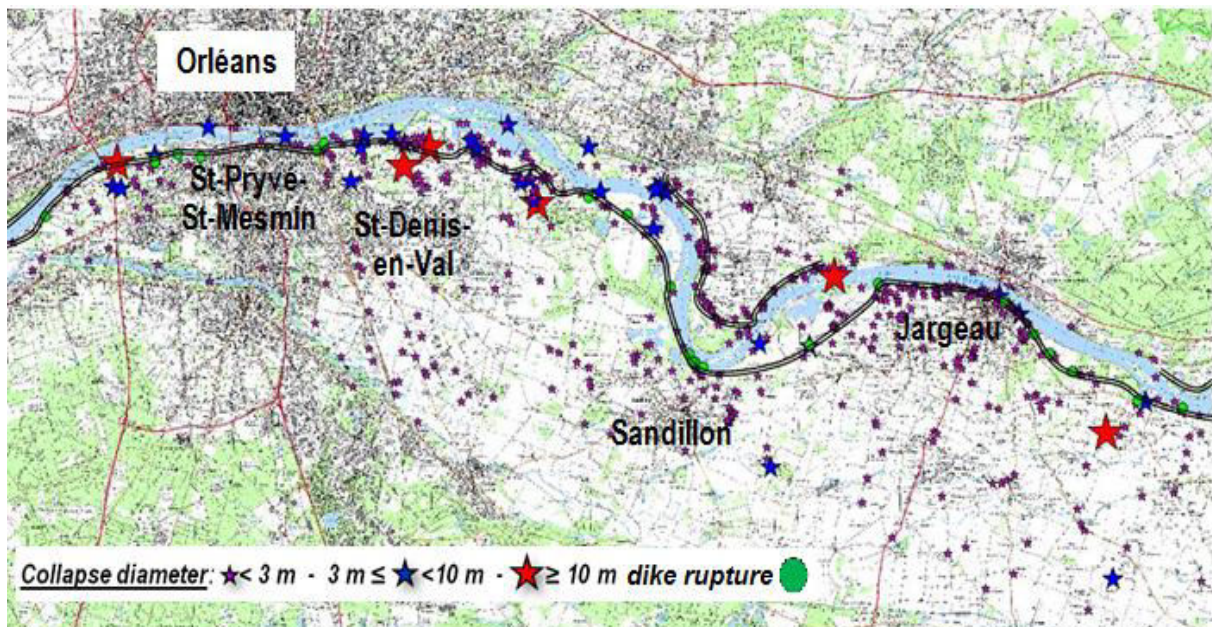 Orléans
St-Pryvé-
St-Mesmin
St-Denis-
en-Val
Jargeau
Sandillon
Collapse diameter: < 3 m - 3 m ≤ <10 m - ≥ 10 m dike rupture